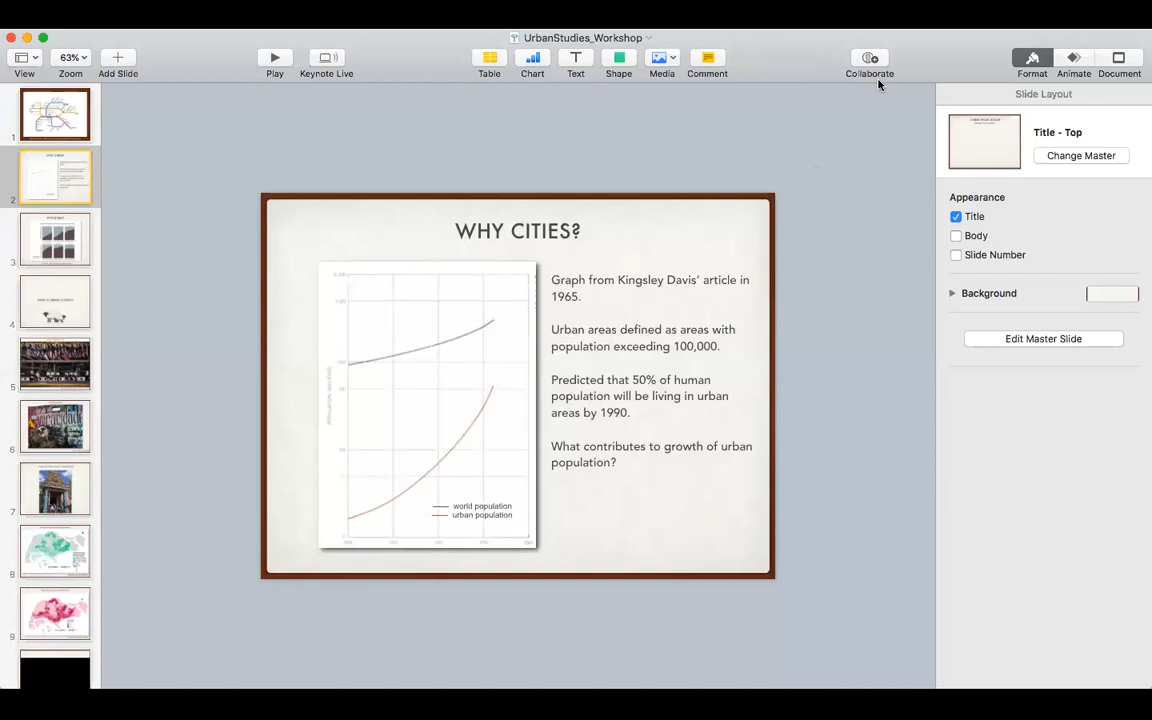 UrbanStudies_Workshop
63%
View
Zoom
Add Slide
Play
Keynote Live
Table
Chart
Text
Shape
Media
Comment
Collaborate
Format
Animate
Document
Slide Layout
Title - Top
Change Master
Appearance
Title
Body
Slide Number
Background
Edit Master Slide
1
2
3
4
5
6
7
8
9
WHY CITIES?
Graph from Kingsley Davis' article in
1965.
Urban areas defined as areas with
population exceeding 100,000.
Predicted that 50% of human
population will be living in urban
areas by 1990.
What contributes to growth of urban
population?
world population
urban population